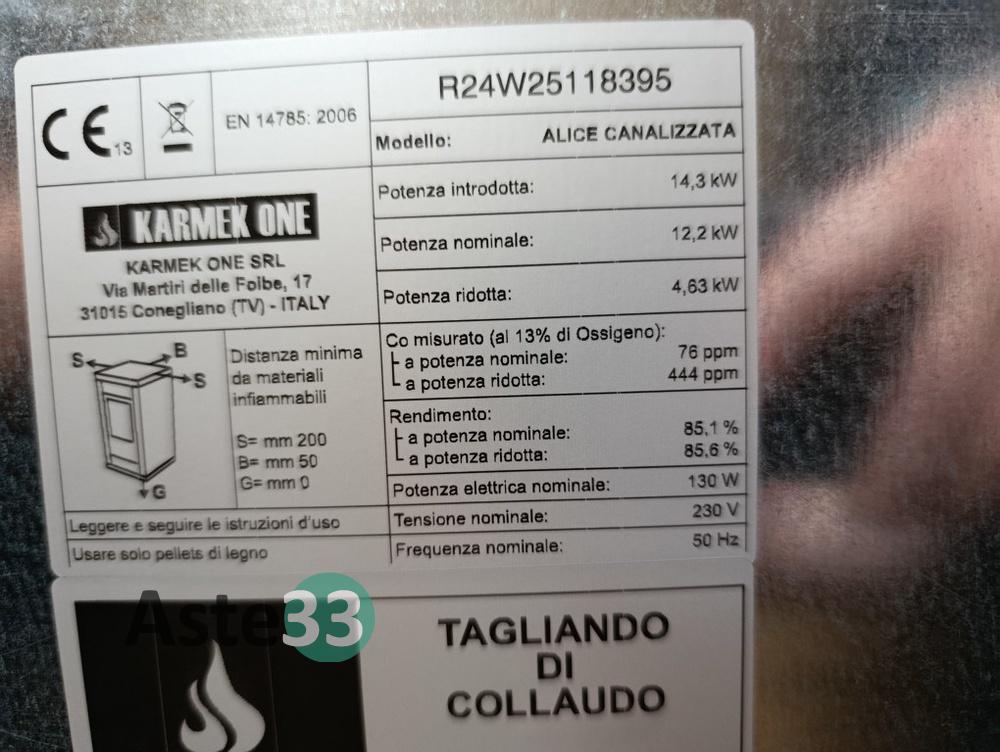 CE 13
EN 14785: 2006
R24W25118395
Modello: ALICE CANALIZZATA
KARMEK ONE
KARMEK ONE SRL
Via Martiri delle Foibe, 17
31015 Conegliano (TV) - ITALY
Potenza introdotta: 14,3 kW
Potenza nominale: 12,2 kW
Potenza ridotta: 4,63 kW
S B S G
Distanza minima
da materiali
infiammabili
S= mm 200
B= mm 50
G= mm 0
Co misurato (al 13% di Ossigeno):
a potenza nominale: 76 ppm
a potenza ridotta: 444 ppm
Rendimento:
a potenza nominale: 85,1 %
a potenza ridotta: 85,6 %
Potenza elettrica nominale: 130 W
Tensione nominale: 230 V
Frequenza nominale: 50 Hz
Leggere e seguire le istruzioni d'uso
Usare solo pellets di legno
Aste33
TAGLIANDO
DI
COLLAUDO